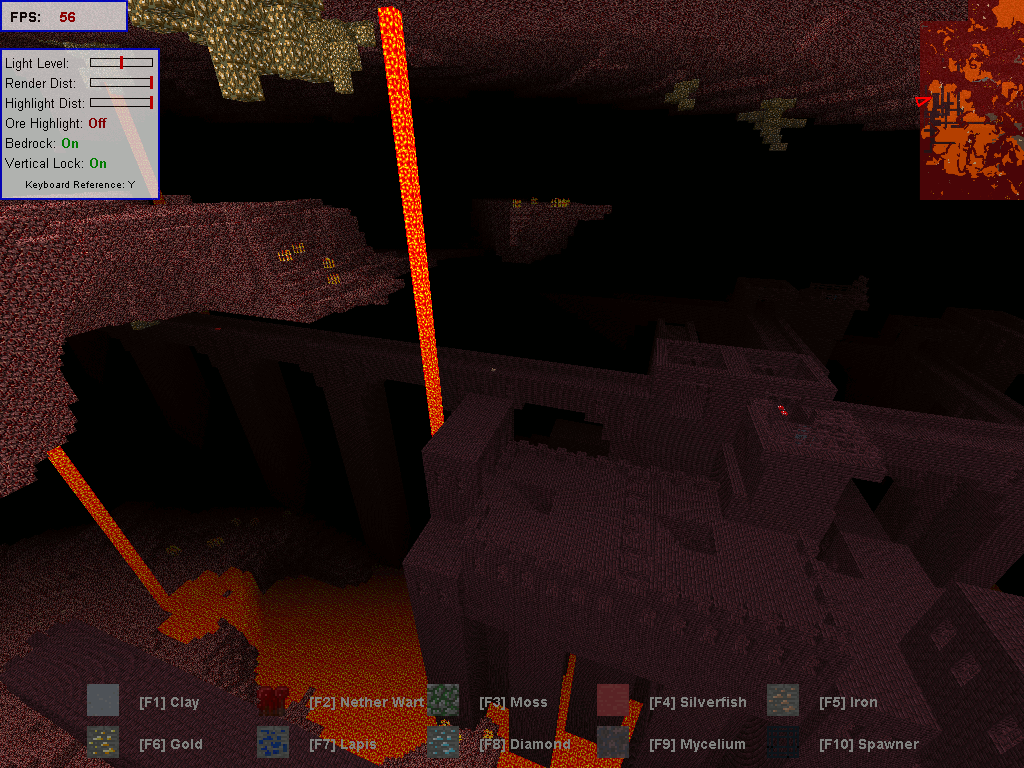 FPS: 56
Light Level:
Render Dist:
Highlight Dist:
Ore Highlight: Off
Bedrock: On
Vertical Lock: On
Keyboard Reference: Y
[F1] Clay [F2] Nether Wart [F3] Moss [F4] Silverfish [F5] Iron
[F6] Gold [F7] Lapis [F8] Diamond [F9] Mycelium [F10] Spawner